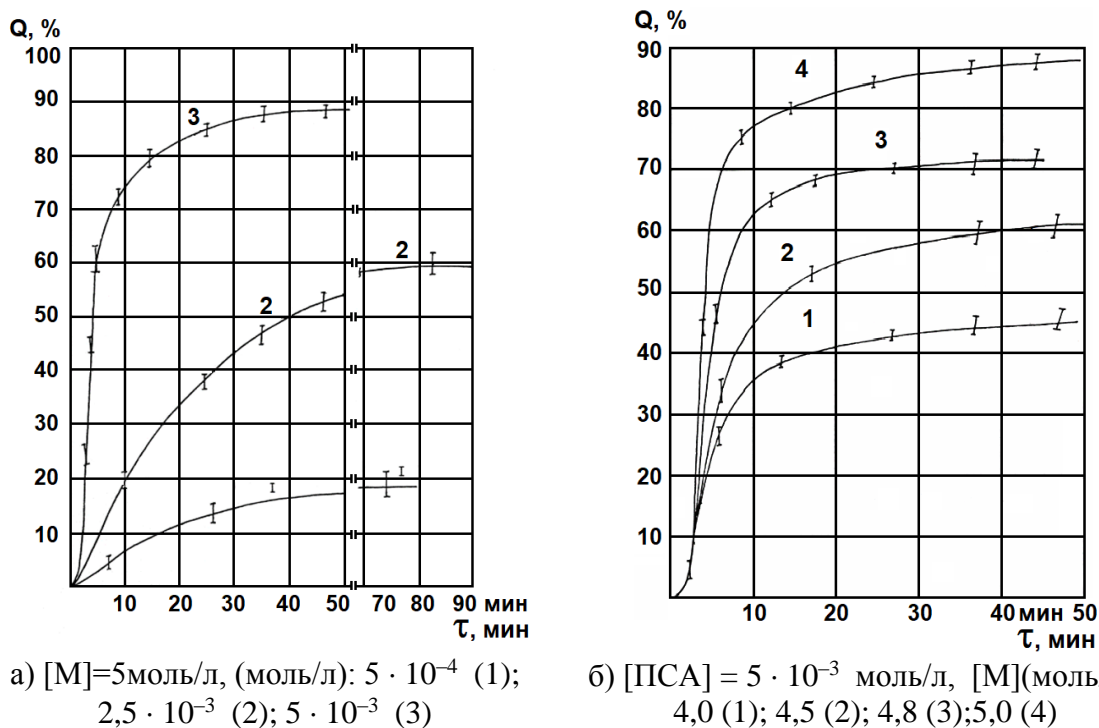 Q, %
100
90
80
70
60
50
40
30
20
10
3
2
2
10 20 30 40 50 70 80 90 мин
τ, мин
а) [М]=5моль/л, (моль/л): 5 · 10⁻⁴ (1);
2,5 · 10⁻³ (2); 5 · 10⁻³ (3)
Q, %
90
80
70
60
50
40
30
20
10
4
3
2
1
10 20 30 40 мин 50
τ, мин
б) [ПСА] = 5 · 10⁻³ моль/л, [М](моль
4,0 (1); 4,5 (2); 4,8 (3);5,0 (4)